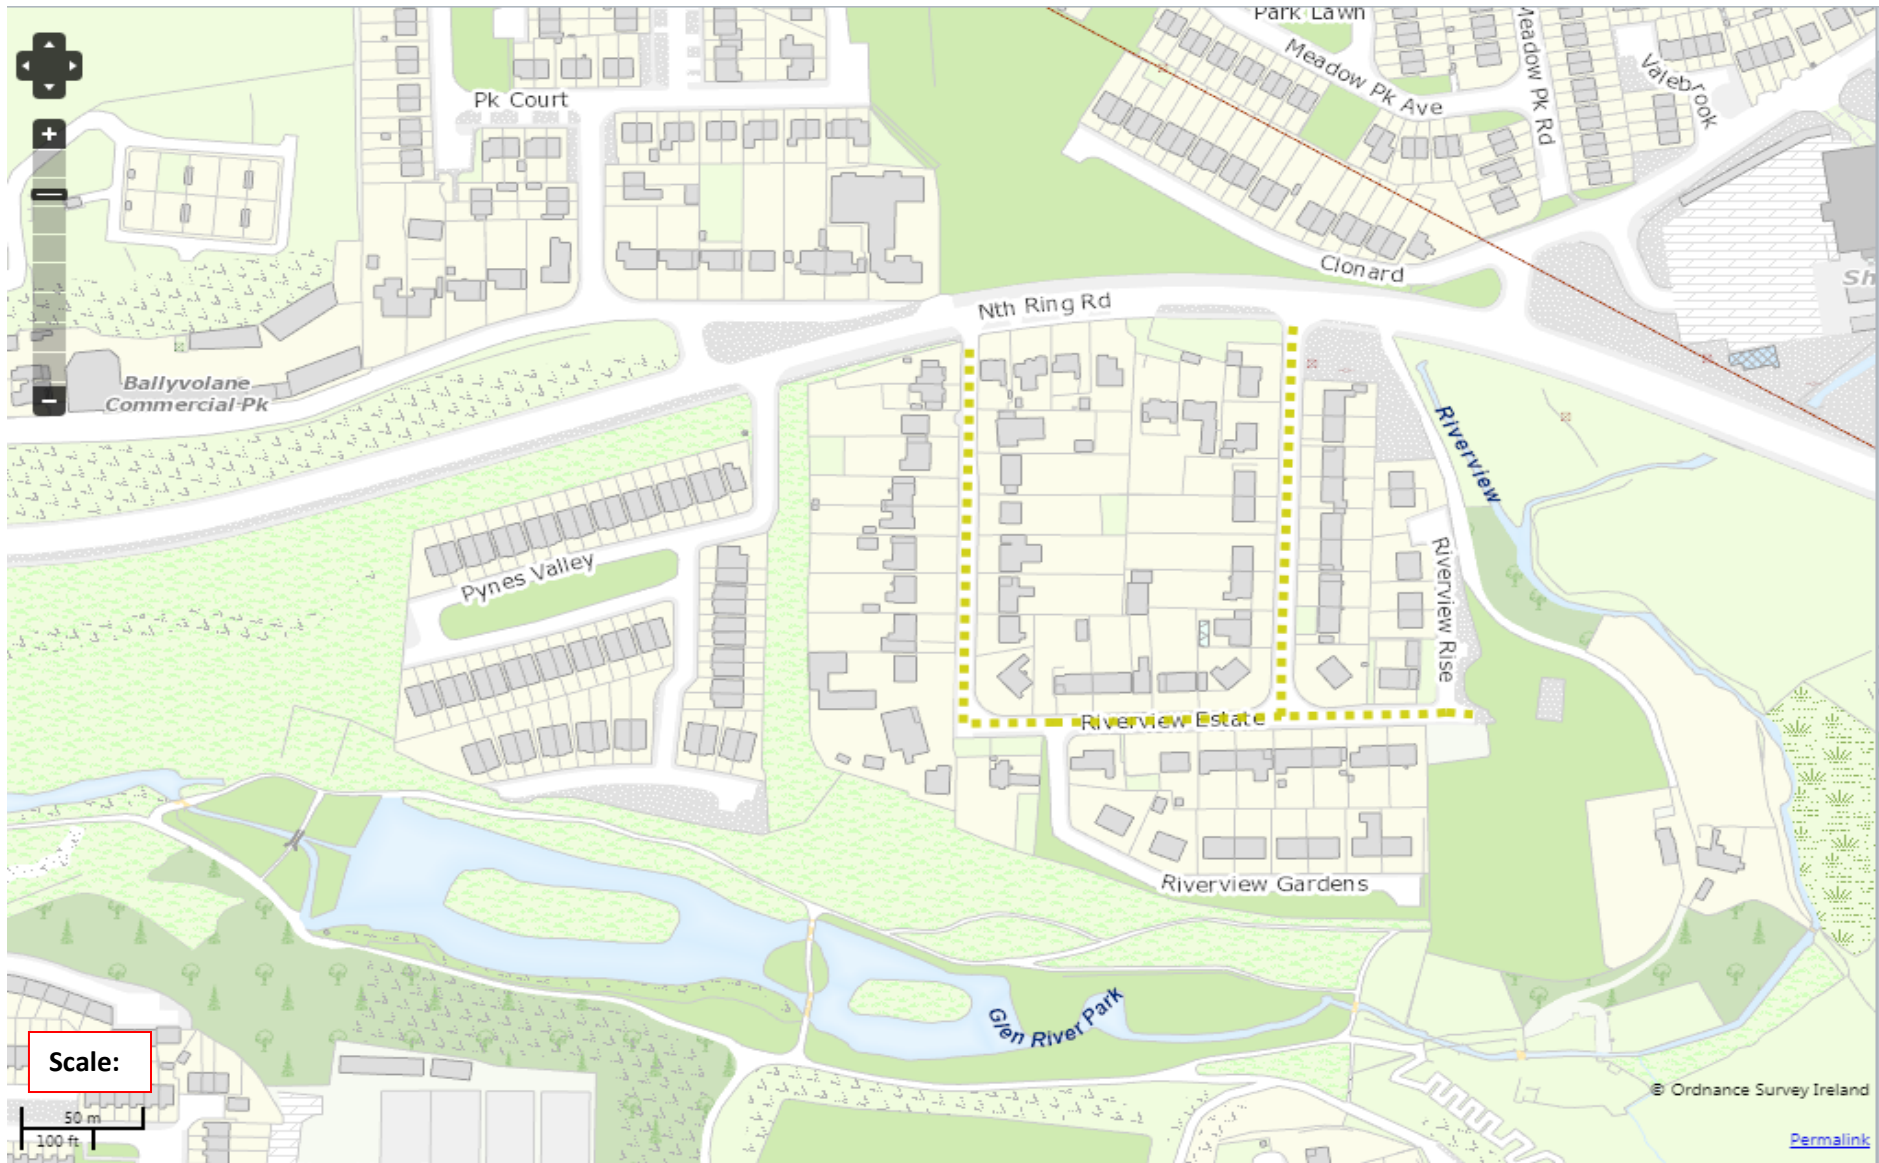 Park Lawn
Meadow Pk Ave
Meadow Pk Rd
Valebrook
Pk Court
Clonard
Sh
Nth Ring Rd
Ballyvolane
Commercial Pk
Riverview
Pynes Valley
Riverview Rise
Riverview Estate
Riverview Gardens
Glen River Park
Scale:
50 m
100 ft
© Ordnance Survey Ireland
Permalink